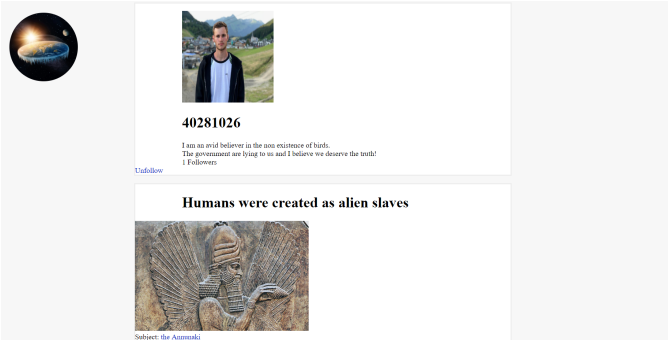 40281026
I am an avid believer in the non existence of birds.
The government are lying to us and I believe we deserve the truth!
1 Followers
Unfollow
Humans were created as alien slaves
Subject: the Anunnaki